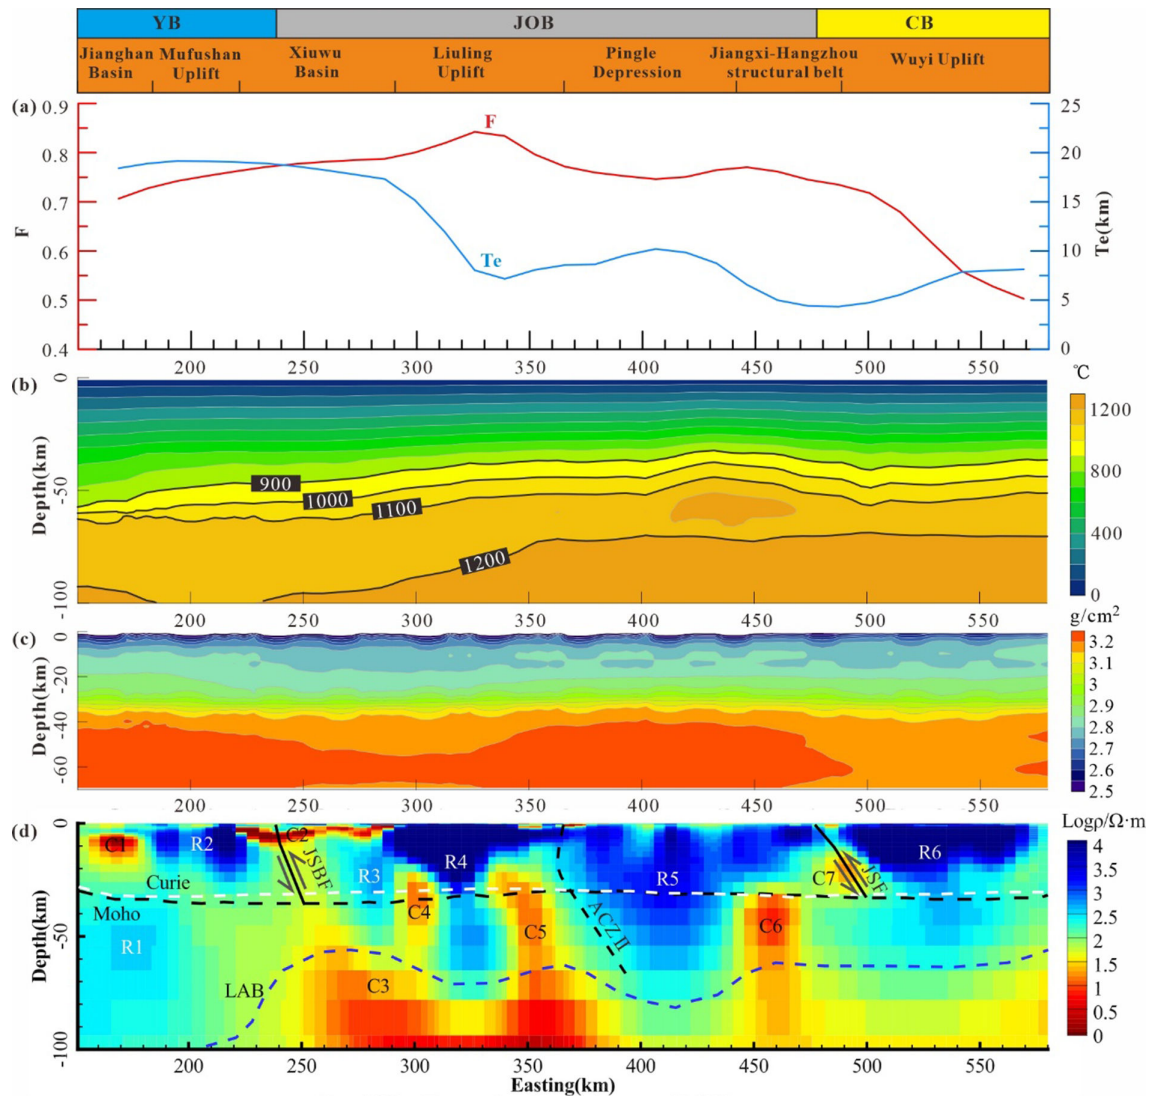 YB JOB CB
Jianghan Mufushan Xiuwu Liuling Pingle Jiangxi-Hangzhou Wuyi Uplift
Basin Uplift Basin Uplift Depression structural belt
(a) 0.9 25
F
0.8 20
0.7 15
F Te(km)
0.6 10
Te
0.5 5
0.4 0
200 250 300 350 400 450 500 550
(b) 0 ℃
1200
900
800
1000
-50
1100
Depth(km)
400
1200
-100 0
200 250 300 350 400 450 500 550
g/cm2
(c) 0 3.2
3.1
-20 3
2.9
Depth(km)
-40 2.8
2.7
-60 2.6
2.5
200 250 300 350 400 450 500 550
(d) 0 Logρ/Ω·m
C1 R2 C2 JSBF R4 R5 C7 JSF R6
4
3.5
Curie R3
3
Moho C4
2.5
R1 C5 ACZ II C6
-50 2
Depth(km)
1.5
LAB C3
1
0.5
-100 0
200 250 300 350 400 450 500 550
Easting(km)